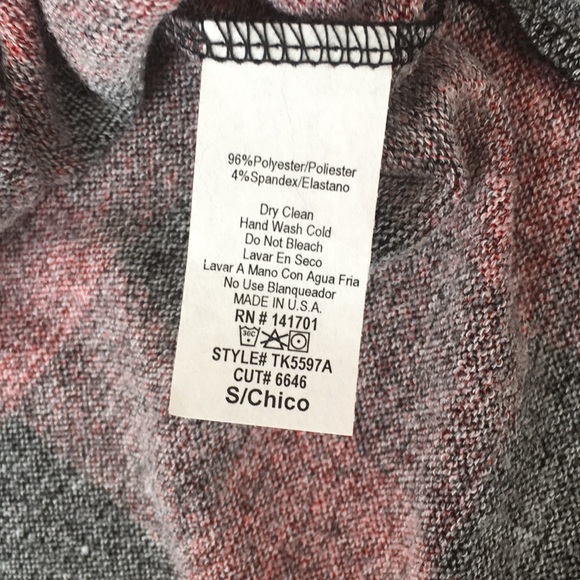 96%Polyester/Poliester
4%Spandex/Elastano
Dry Clean
Hand Wash Cold
Do Not Bleach
Lavar En Seco
Lavar A Mano Con Agua Fria
No Use Blanqueador
MADE IN U.S.A.
RN # 141701
30C
STYLE# TK5597A
CUT# 6646
S/Chico